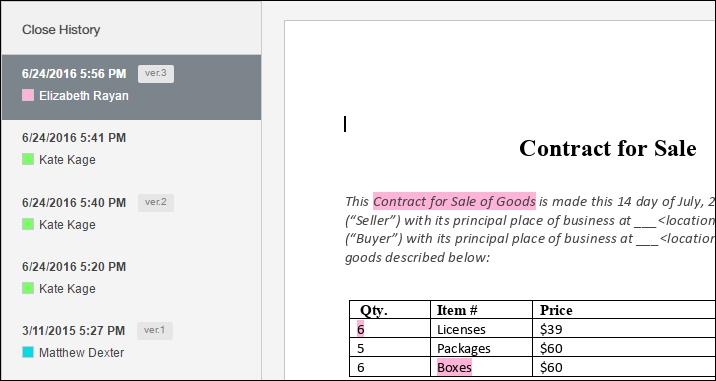 Close History
6/24/2016 5:56 PM ver.3
Elizabeth Rayan
6/24/2016 5:41 PM
Kate Kage
6/24/2016 5:40 PM ver.2
Kate Kage
6/24/2016 5:20 PM
Kate Kage
3/11/2015 5:27 PM ver.1
Matthew Dexter
Contract for Sale
This Contract for Sale of Goods is made this 14 day of July, 2
("Seller") with its principal place of business at ___ <location
("Buyer") with its principal place of business at ___ <location
goods described below:
Qty. Item # Price
6 Licenses $39
5 Packages $60
6 Boxes $60